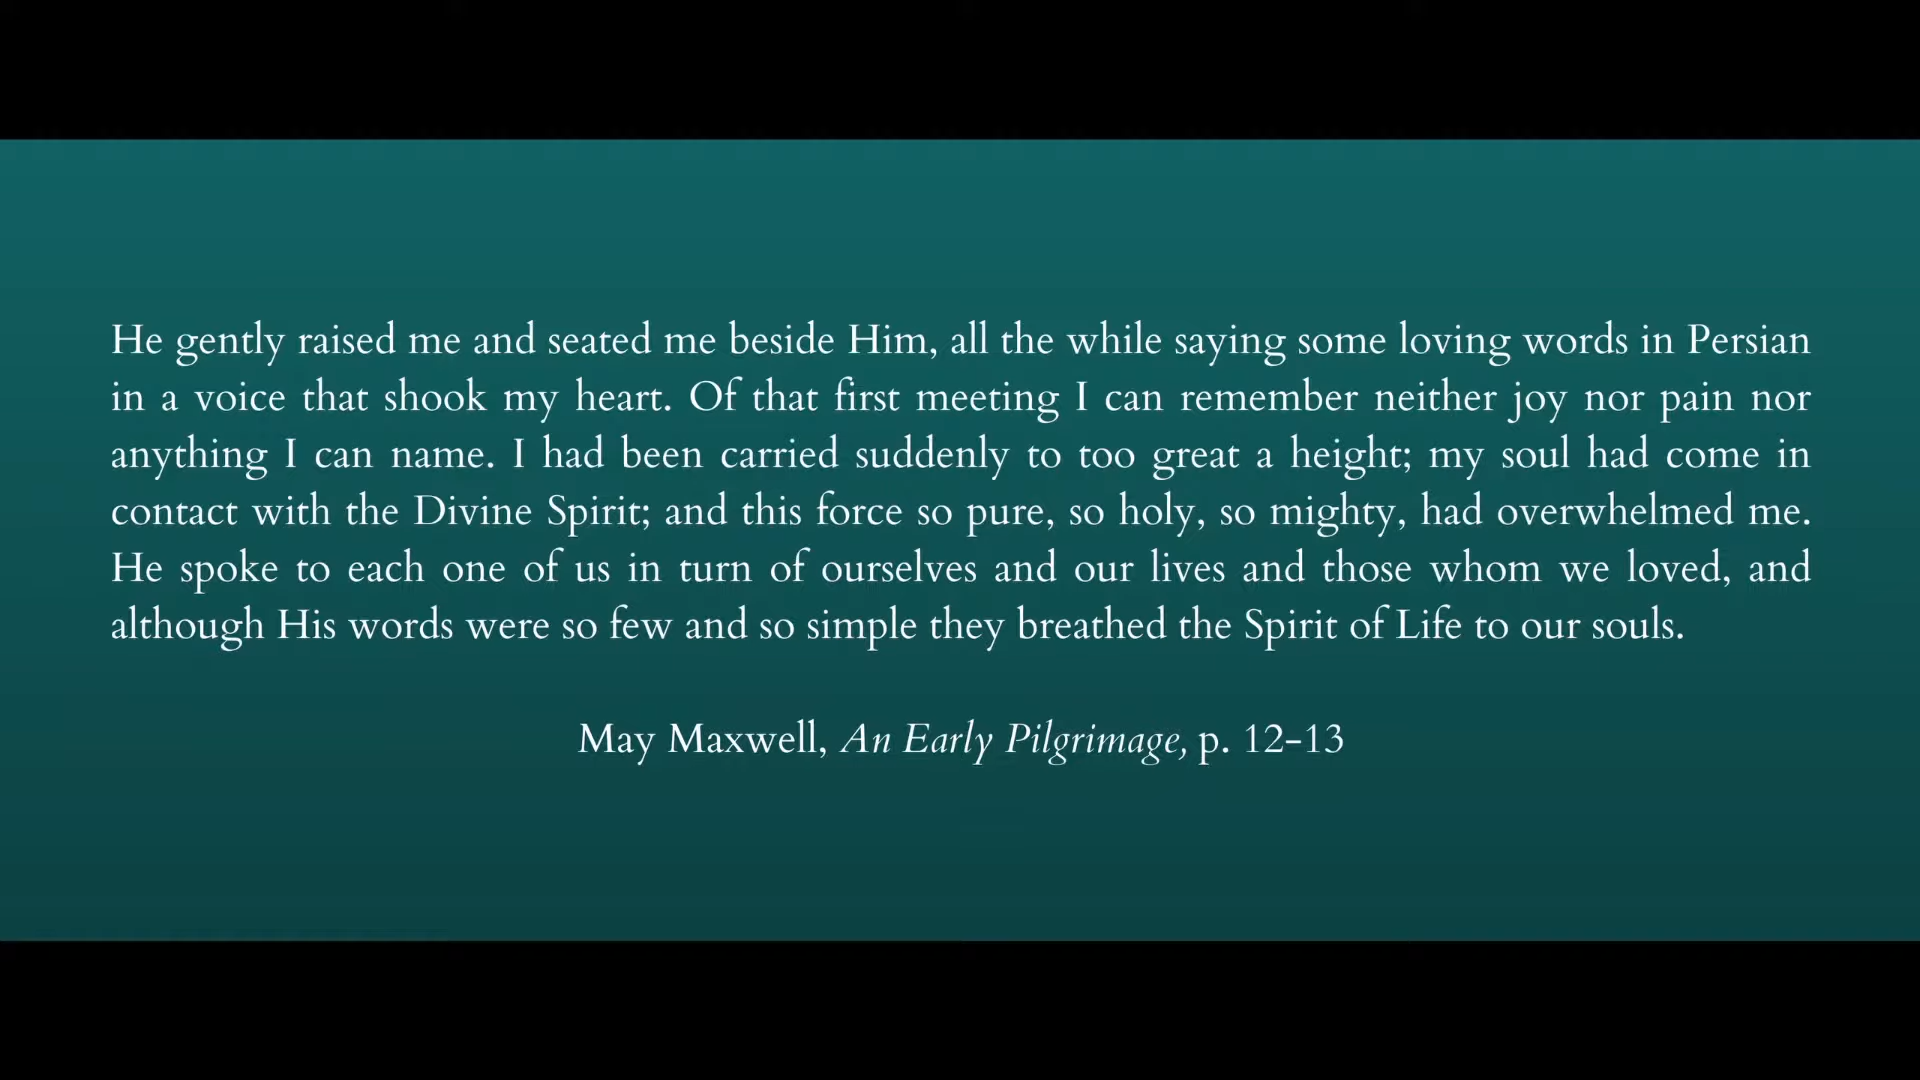 He gently raised me and seated me beside Him, all the while saying some loving words in Persian
in a voice that shook my heart. Of that first meeting I can remember neither joy nor pain nor
anything I can name. I had been carried suddenly to too great a height; my soul had come in
contact with the Divine Spirit; and this force so pure, so holy, so mighty, had overwhelmed me.
He spoke to each one of us in turn of ourselves and our lives and those whom we loved, and
although His words were so few and so simple they breathed the Spirit of Life to our souls.
May Maxwell, An Early Pilgrimage, p. 12-13